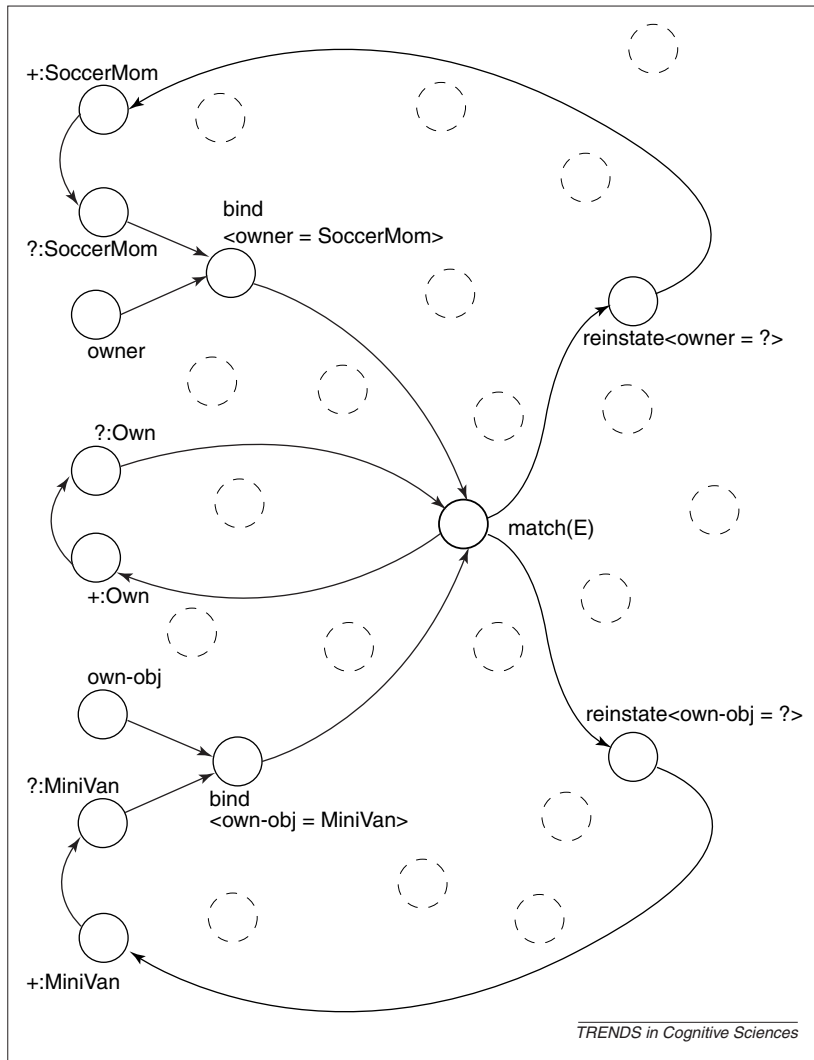 +:SoccerMom
bind
<owner = SoccerMom>
?:SoccerMom
owner
reinstate<owner = ?>
?:Own
match(E)
+:Own
own-obj
reinstate<own-obj = ?>
?:MiniVan
bind
<own-obj = MiniVan>
+:MiniVan
TRENDS in Cognitive Sciences